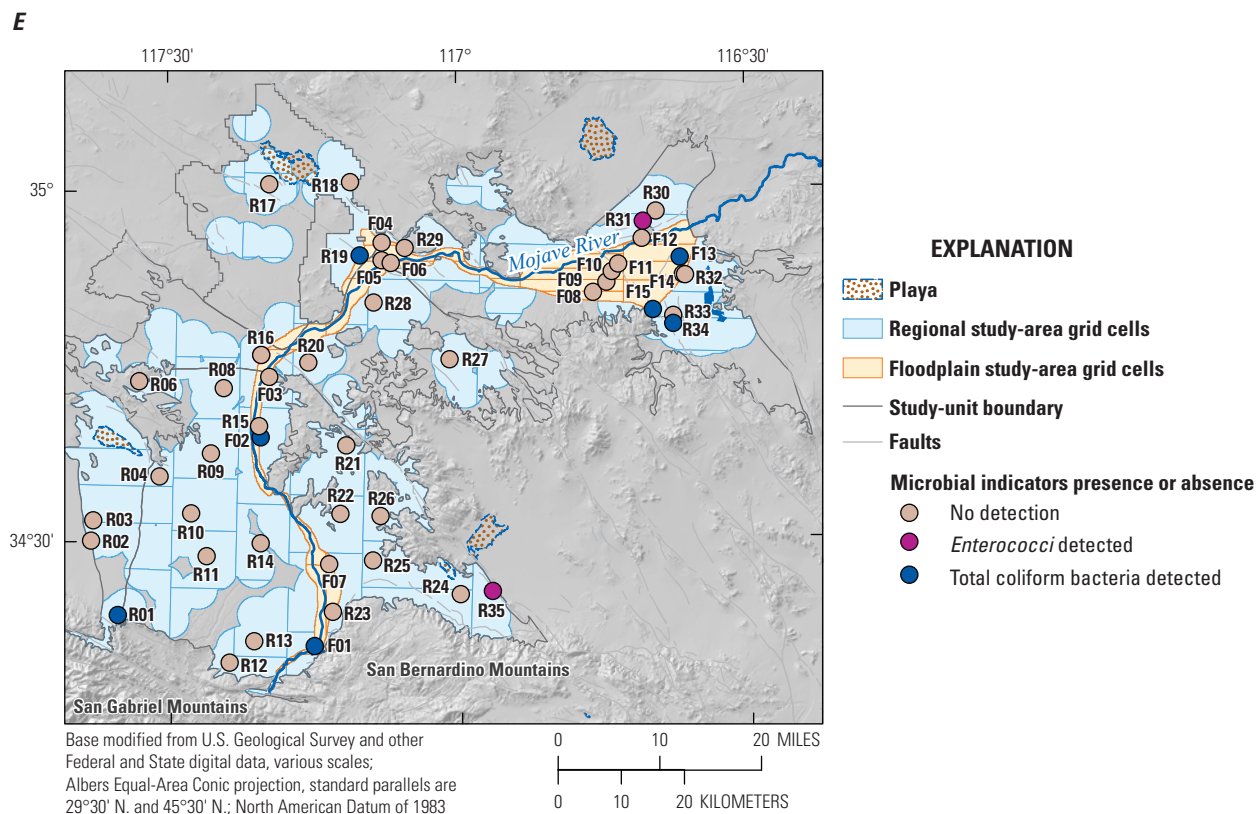 E
117°30'
117°
116°30'
35°
34°30'
R17
R18
F04
R29
R19
F05
F06
R28
Mojave River
R30
R31
F12
F13
F10
F11
F09
F08
F14
F15
R32
R33
R34
R16
R20
R27
R06
R08
F03
R15
F02
R09
R21
R04
R22
R26
R03
R02
R10
R11
R14
R25
F07
R24
R35
R01
R23
R13
F01
R12
San Bernardino Mountains
San Gabriel Mountains
EXPLANATION
Playa
Regional study-area grid cells
Floodplain study-area grid cells
Study-unit boundary
Faults
Microbial indicators presence or absence
No detection
Enterococci detected
Total coliform bacteria detected
Base modified from U.S. Geological Survey and other
Federal and State digital data, various scales;
Albers Equal-Area Conic projection, standard parallels are
29°30' N. and 45°30' N.; North American Datum of 1983
0 10 20 MILES
0 10 20 KILOMETERS